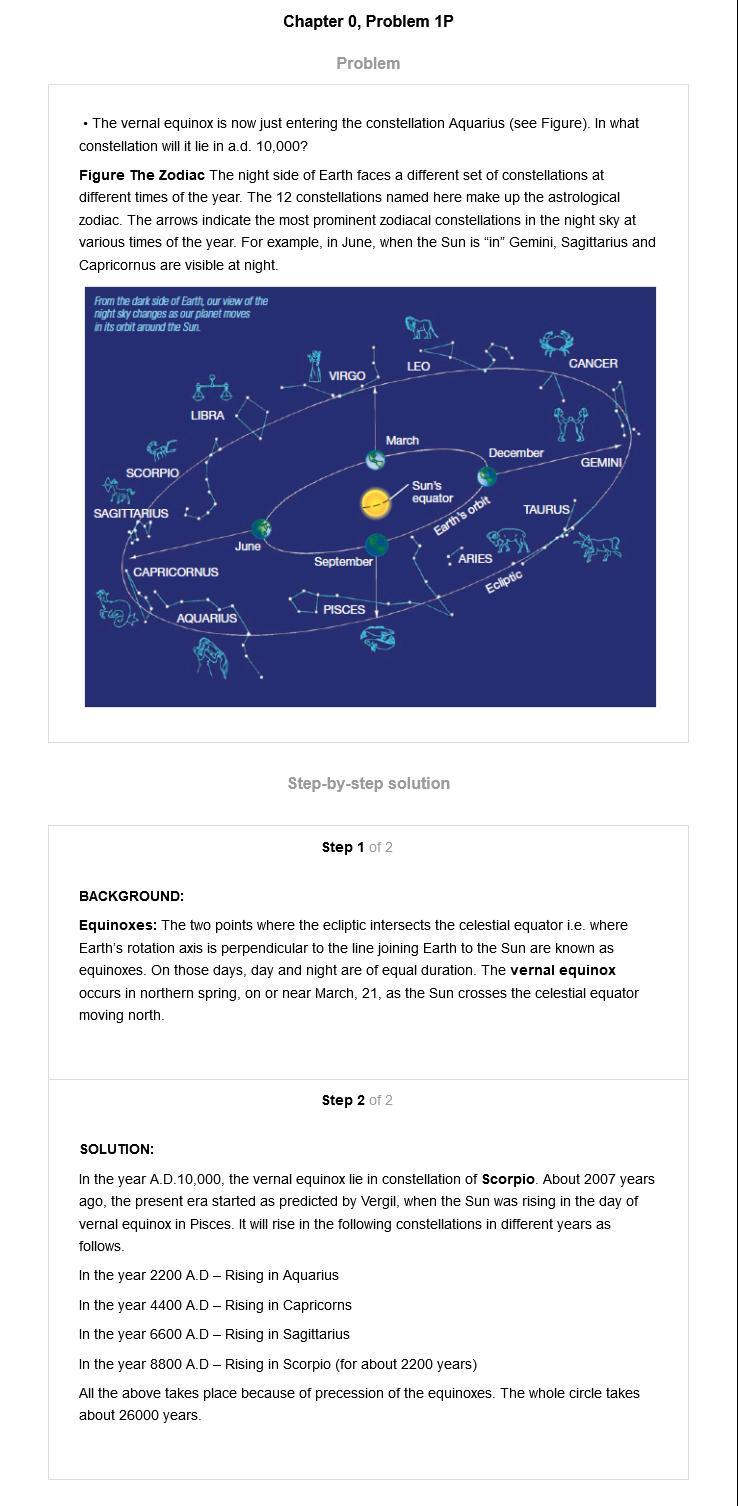 Chapter 0, Problem 1P
Problem
• The vernal equinox is now just entering the constellation Aquarius (see Figure). In what
constellation will it lie in a.d. 10,000?
Figure The Zodiac The night side of Earth faces a different set of constellations at
different times of the year. The 12 constellations named here make up the astrological
zodiac. The arrows indicate the most prominent zodiacal constellations in the night sky at
various times of the year. For example, in June, when the Sun is “in” Gemini, Sagittarius and
Capricornus are visible at night.
From the dark side of Earth, our view of the
night sky changes as our planet moves
in its orbit around the Sun.
LEO
CANCER
VIRGO
LIBRA
March
December
GEMINI
SCORPIO
Sun's
equator
SAGITTARIUS
Earth's orbit
TAURUS
June
September
ARIES
CAPRICORNUS
Ecliptic
PISCES
AQUARIUS
Step-by-step solution
Step 1 of 2
BACKGROUND:
Equinoxes: The two points where the ecliptic intersects the celestial equator i.e. where
Earth’s rotation axis is perpendicular to the line joining Earth to the Sun are known as
equinoxes. On those days, day and night are of equal duration. The vernal equinox
occurs in northern spring, on or near March, 21, as the Sun crosses the celestial equator
moving north.
Step 2 of 2
SOLUTION:
In the year A.D.10,000, the vernal equinox lie in constellation of Scorpio. About 2007 years
ago, the present era started as predicted by Vergil, when the Sun was rising in the day of
vernal equinox in Pisces. It will rise in the following constellations in different years as
follows.
In the year 2200 A.D – Rising in Aquarius
In the year 4400 A.D – Rising in Capricorns
In the year 6600 A.D – Rising in Sagittarius
In the year 8800 A.D – Rising in Scorpio (for about 2200 years)
All the above takes place because of precession of the equinoxes. The whole circle takes
about 26000 years.